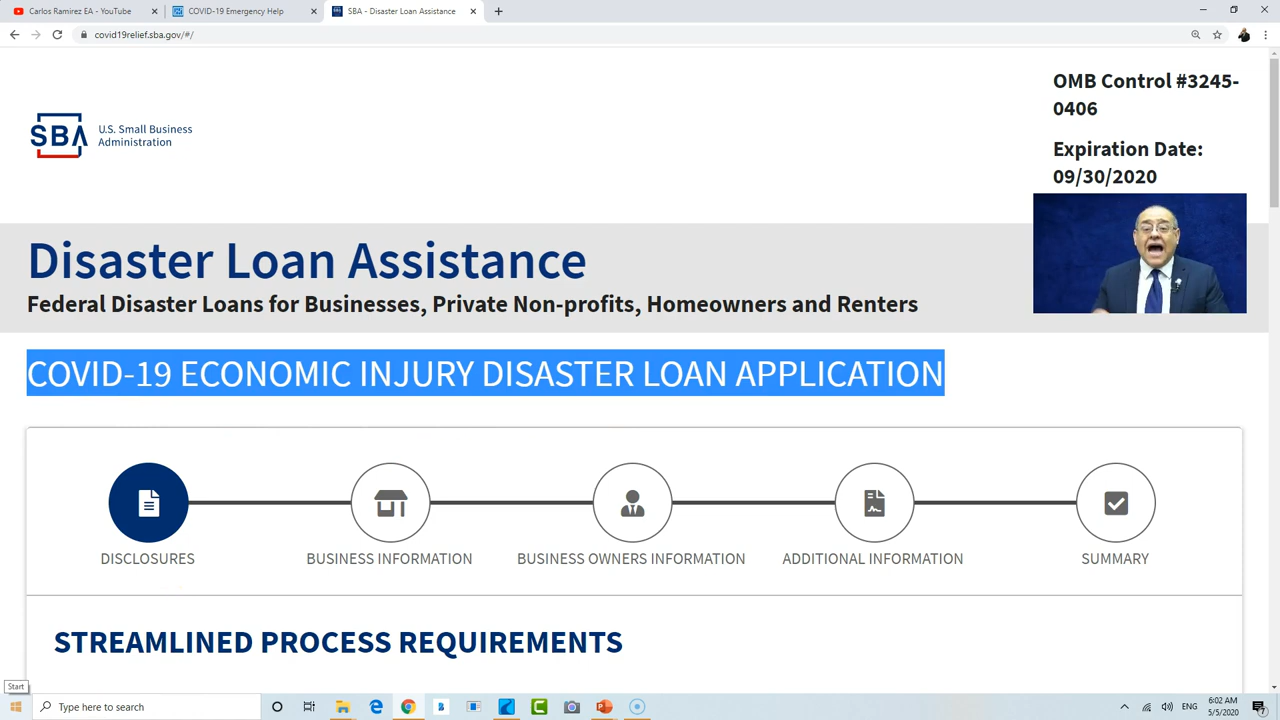 Carlos Ramirez EA - YouTube
COVID-19 Emergency Help
SBA - Disaster Loan Assistance
covid19relief.sba.gov/#/
OMB Control #3245-
0406
Expiration Date:
09/30/2020
SBA
U.S. Small Business
Administration
Disaster Loan Assistance
Federal Disaster Loans for Businesses, Private Non-profits, Homeowners and Renters
COVID-19 ECONOMIC INJURY DISASTER LOAN APPLICATION
DISCLOSURES
BUSINESS INFORMATION
BUSINESS OWNERS INFORMATION
ADDITIONAL INFORMATION
SUMMARY
STREAMLINED PROCESS REQUIREMENTS
Start
Type here to search
ENG
6:02 AM
5/5/2020